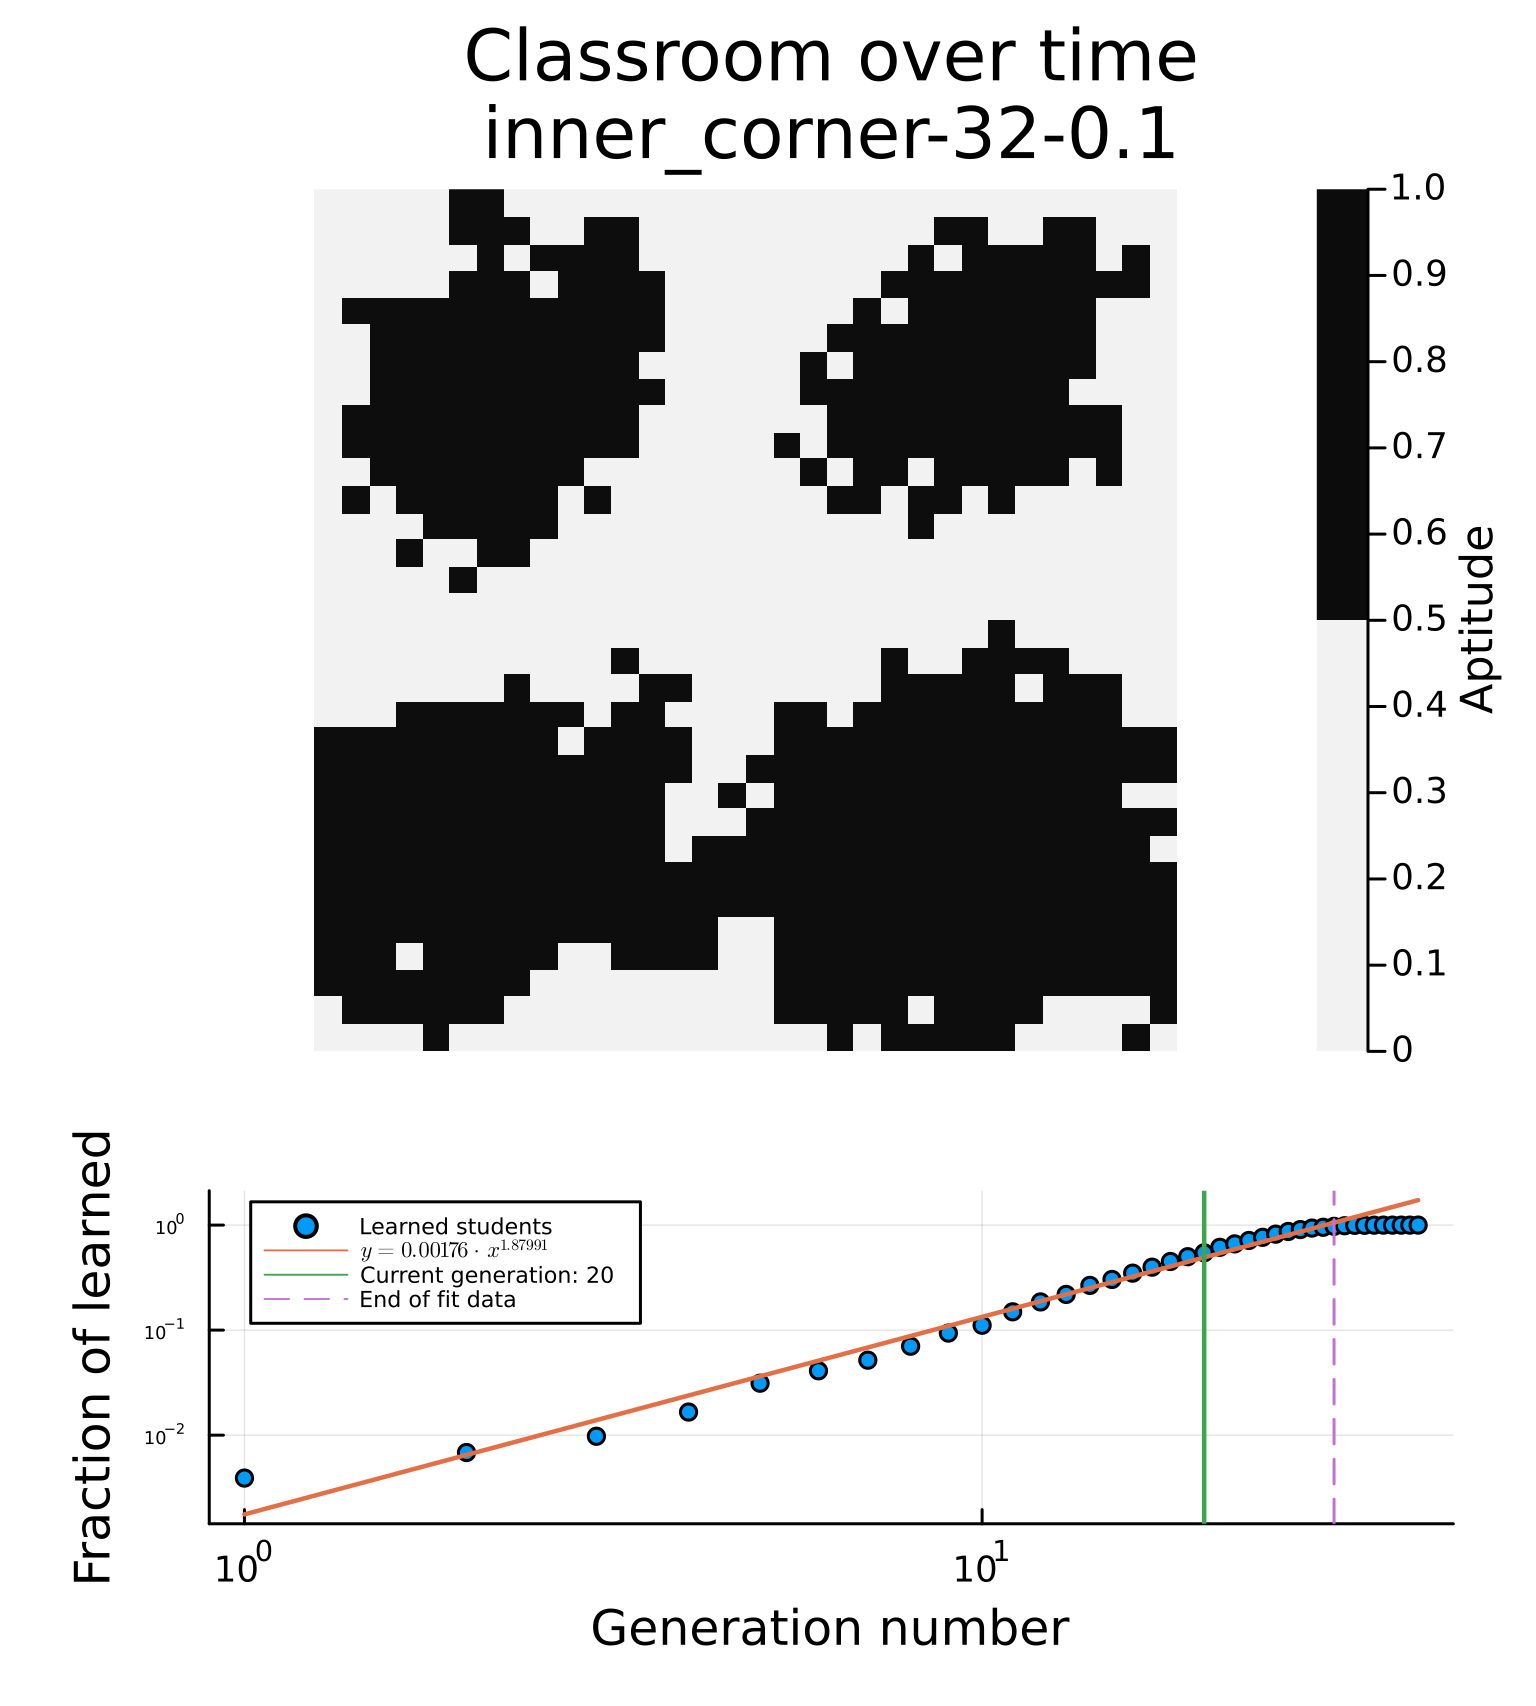 Classroom over time
inner_corner-32-0.1
1.0
0.9
0.8
0.7
0.6
0.5
0.4
0.3
0.2
0.1
0
Aptitude
Fraction of learned
10^0
10^-1
10^-2
Learned students
y = 0.00176 · x^1.87991
Current generation: 20
End of fit data
10^0
10^1
Generation number